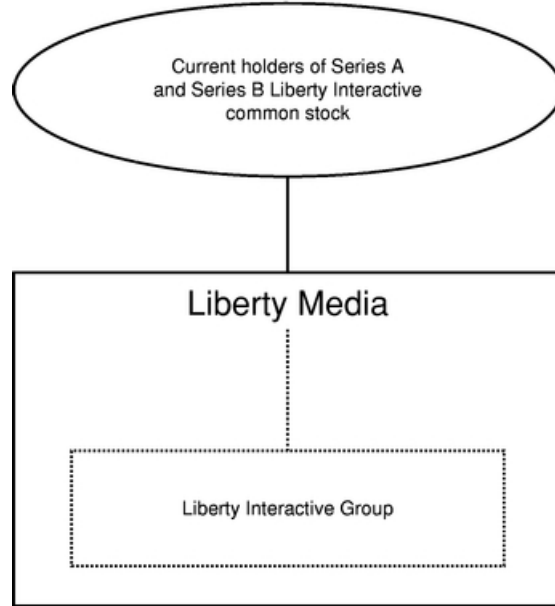 Current holders of Series A
and Series B Liberty Interactive
common stock
Liberty Media
Liberty Interactive Group